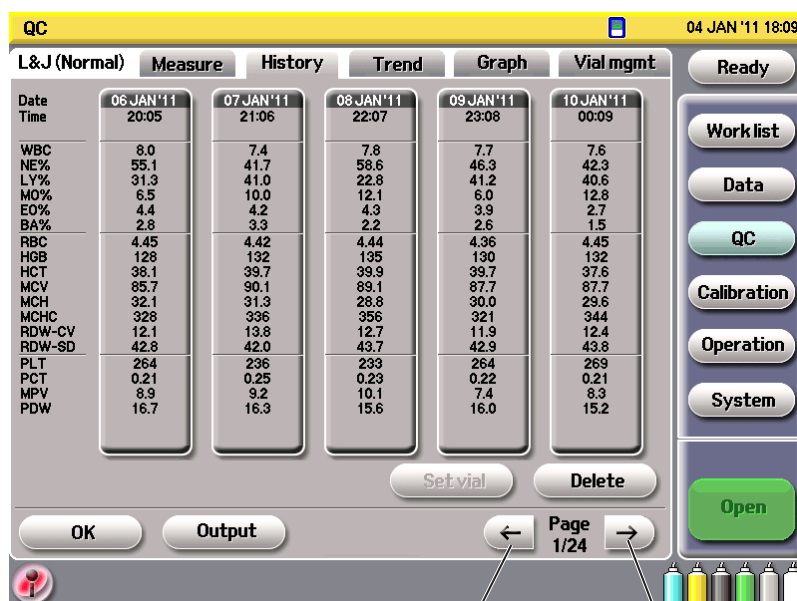 QC
04 JAN '11 18:09
L&J (Normal) Measure History Trend Graph Vial mgmt
Ready
Date 06 JAN'11 07 JAN'11 08 JAN'11 09 JAN'11 10 JAN'11
Time 20:05 21:06 22:07 23:08 00:09
Work list
WBC 8.0 7.4 7.8 7.7 7.6
NE% 55.1 41.7 58.6 46.3 42.3
LY% 31.3 41.0 22.8 41.2 40.6
MO% 6.5 10.0 12.1 6.0 12.8
EO% 4.4 4.2 4.3 3.9 2.7
BA% 2.8 3.3 2.2 2.6 1.5
Data
RBC 4.45 4.42 4.44 4.36 4.45
HGB 128 132 135 130 132
HCT 38.1 39.7 39.9 39.7 37.6
MCV 85.7 90.1 89.1 87.7 87.7
MCH 32.1 31.3 28.8 30.0 29.6
MCHC 328 336 356 321 344
RDW-CV 12.1 13.8 12.7 11.9 12.4
RDW-SD 42.8 42.0 43.7 42.9 43.8
QC
Calibration
Operation
PLT 264 236 233 264 269
PCT 0.21 0.25 0.23 0.22 0.21
MPV 8.9 9.2 10.1 7.4 8.3
PDW 16.7 16.3 15.6 16.0 15.2
System
Set vial Delete
Open
OK Output ← Page →
1/24